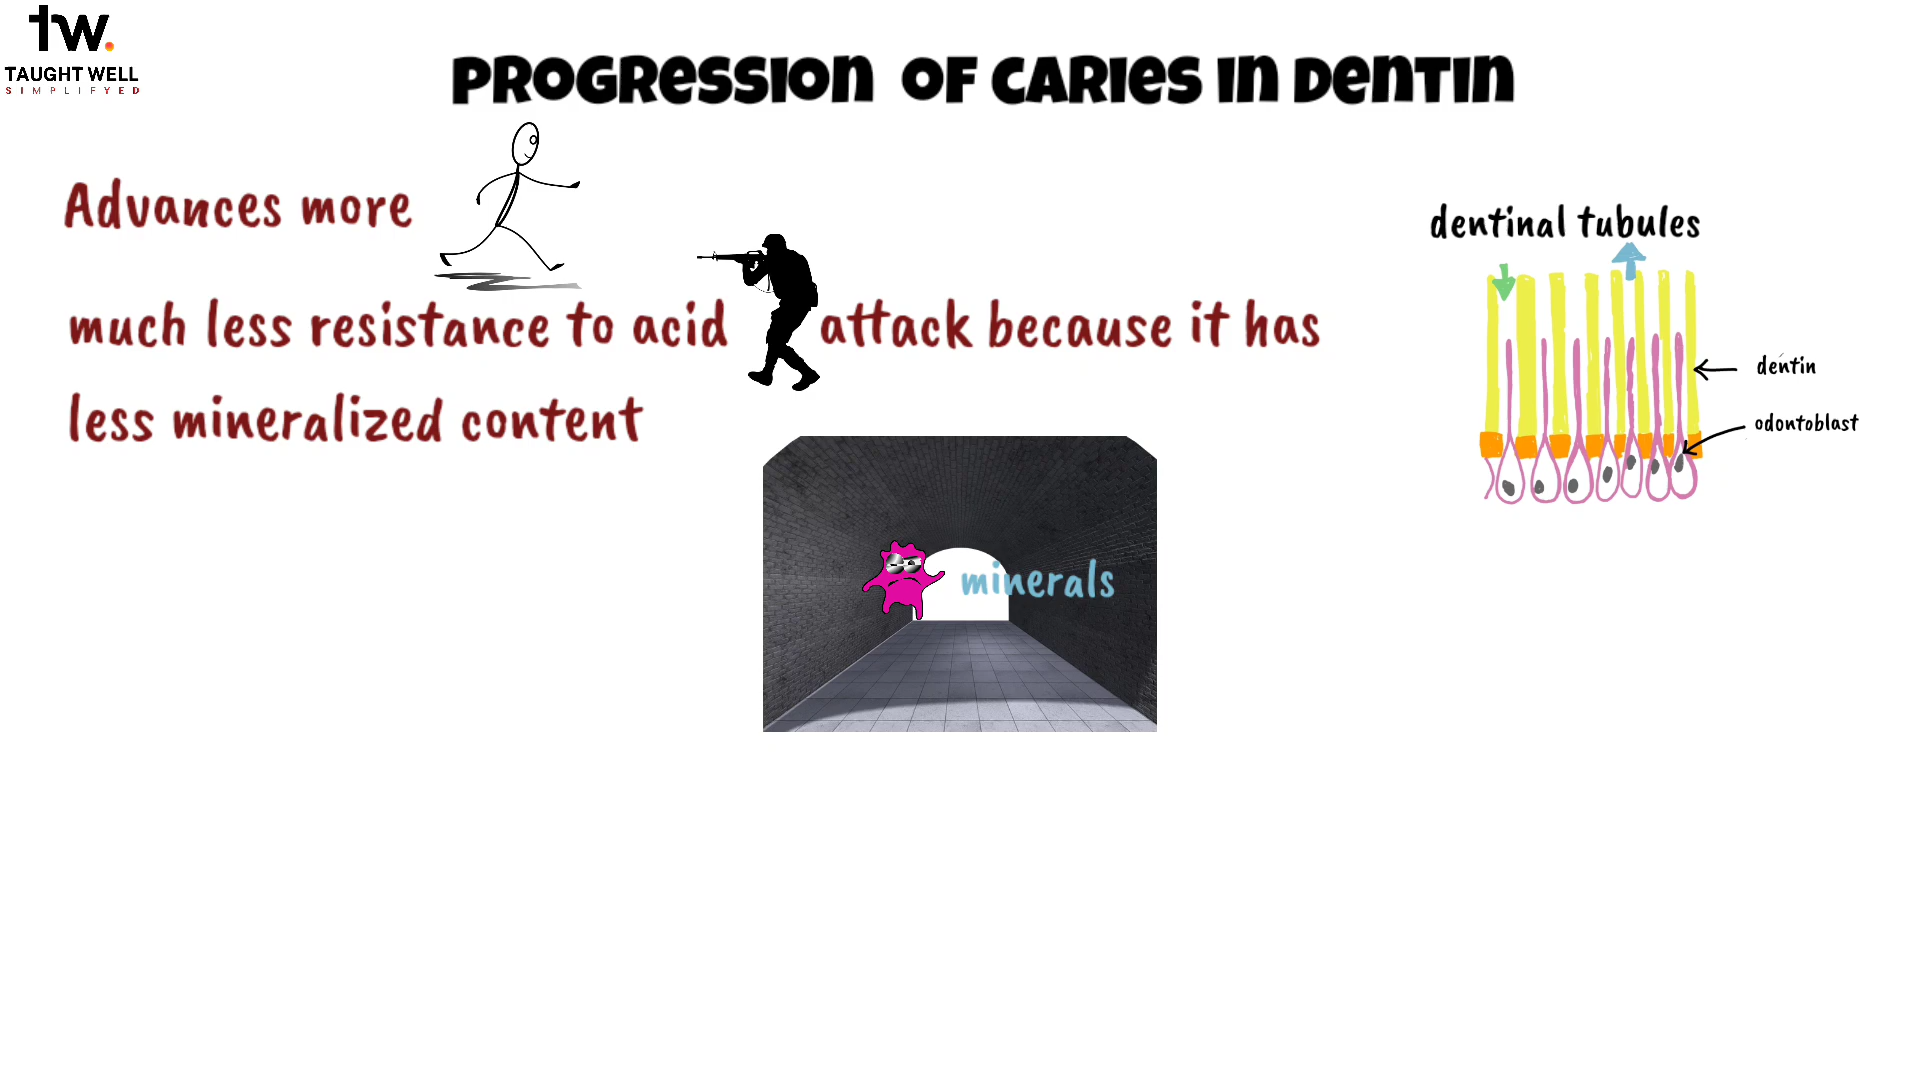 tw.
TAUGHT WELL
SIMPLIFYED
PROGRESSION OF CARIES IN DENTIN
Advances more
much less resistance to acid attack because it has
less mineralized content
minerals
dentinal tubules
dentin
odontoblast